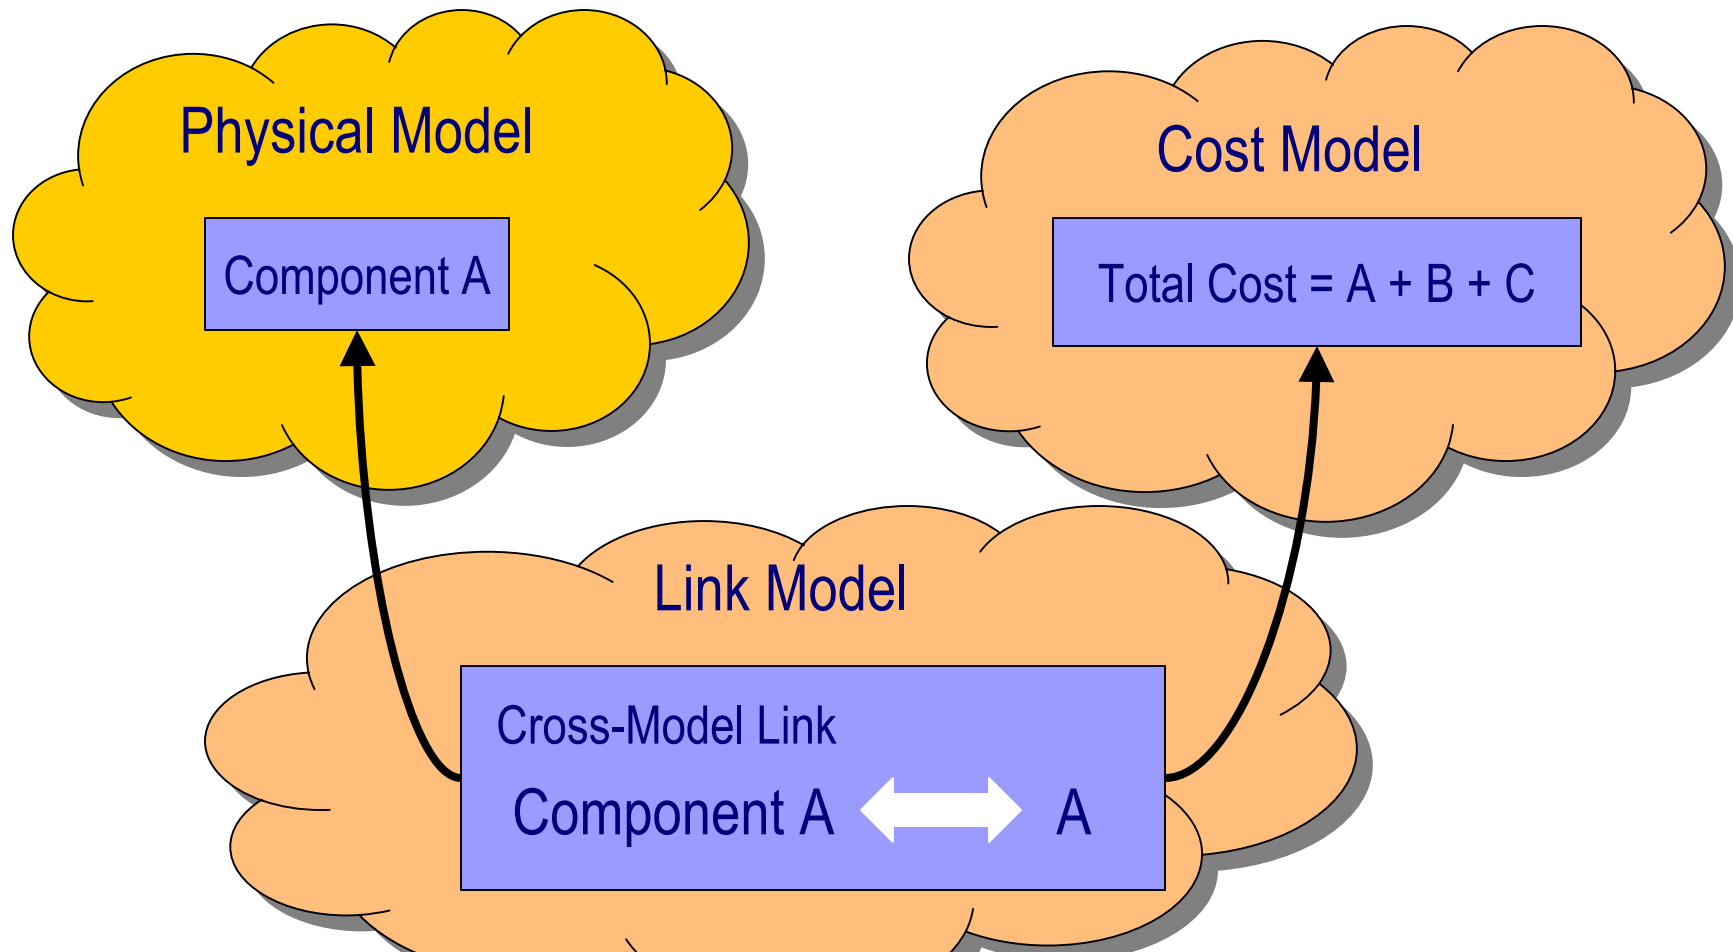 Physical Model
Component A
Cost Model
Total Cost = A + B + C
Link Model
Cross-Model Link
Component A A